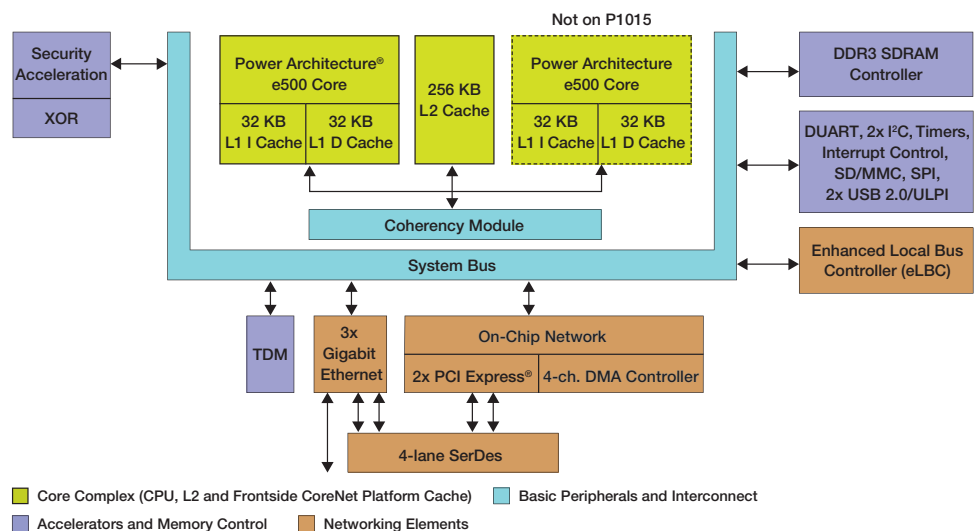 Not on P1015
Security
Acceleration
XOR
Power Architecture®
e500 Core
32 KB
L1 I Cache
32 KB
L1 D Cache
256 KB
L2 Cache
Power Architecture
e500 Core
32 KB
L1 I Cache
32 KB
L1 D Cache
DDR3 SDRAM
Controller
DUART, 2x I²C, Timers,
Interrupt Control,
SD/MMC, SPI,
2x USB 2.0/ULPI
Coherency Module
System Bus
Enhanced Local Bus
Controller (eLBC)
TDM
3x
Gigabit
Ethernet
On-Chip Network
2x PCI Express®
4-ch. DMA Controller
4-lane SerDes
Core Complex (CPU, L2 and Frontside CoreNet Platform Cache)
Basic Peripherals and Interconnect
Accelerators and Memory Control
Networking Elements